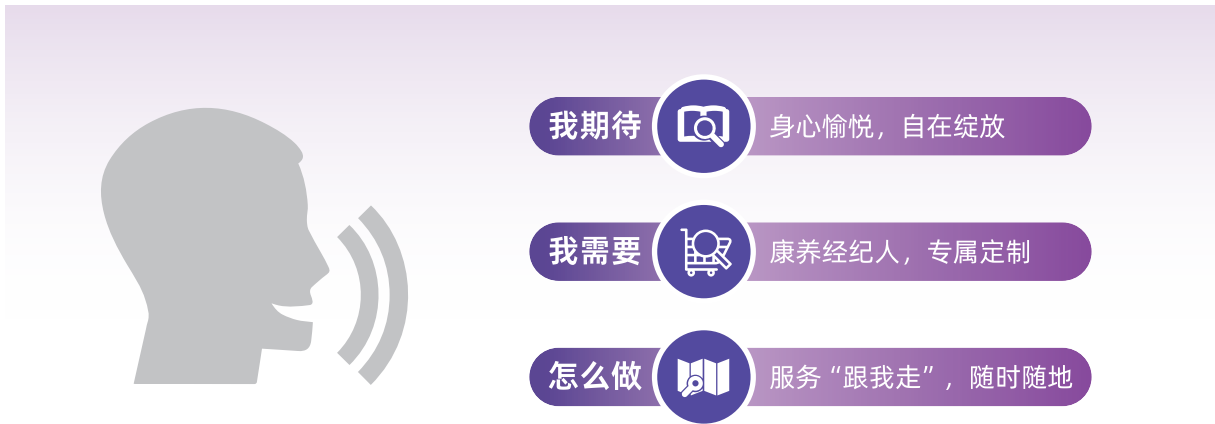 我期待 身心愉悦，自在绽放
我需要 康养经纪人，专属定制
怎么做 服务“跟我走”，随时随地